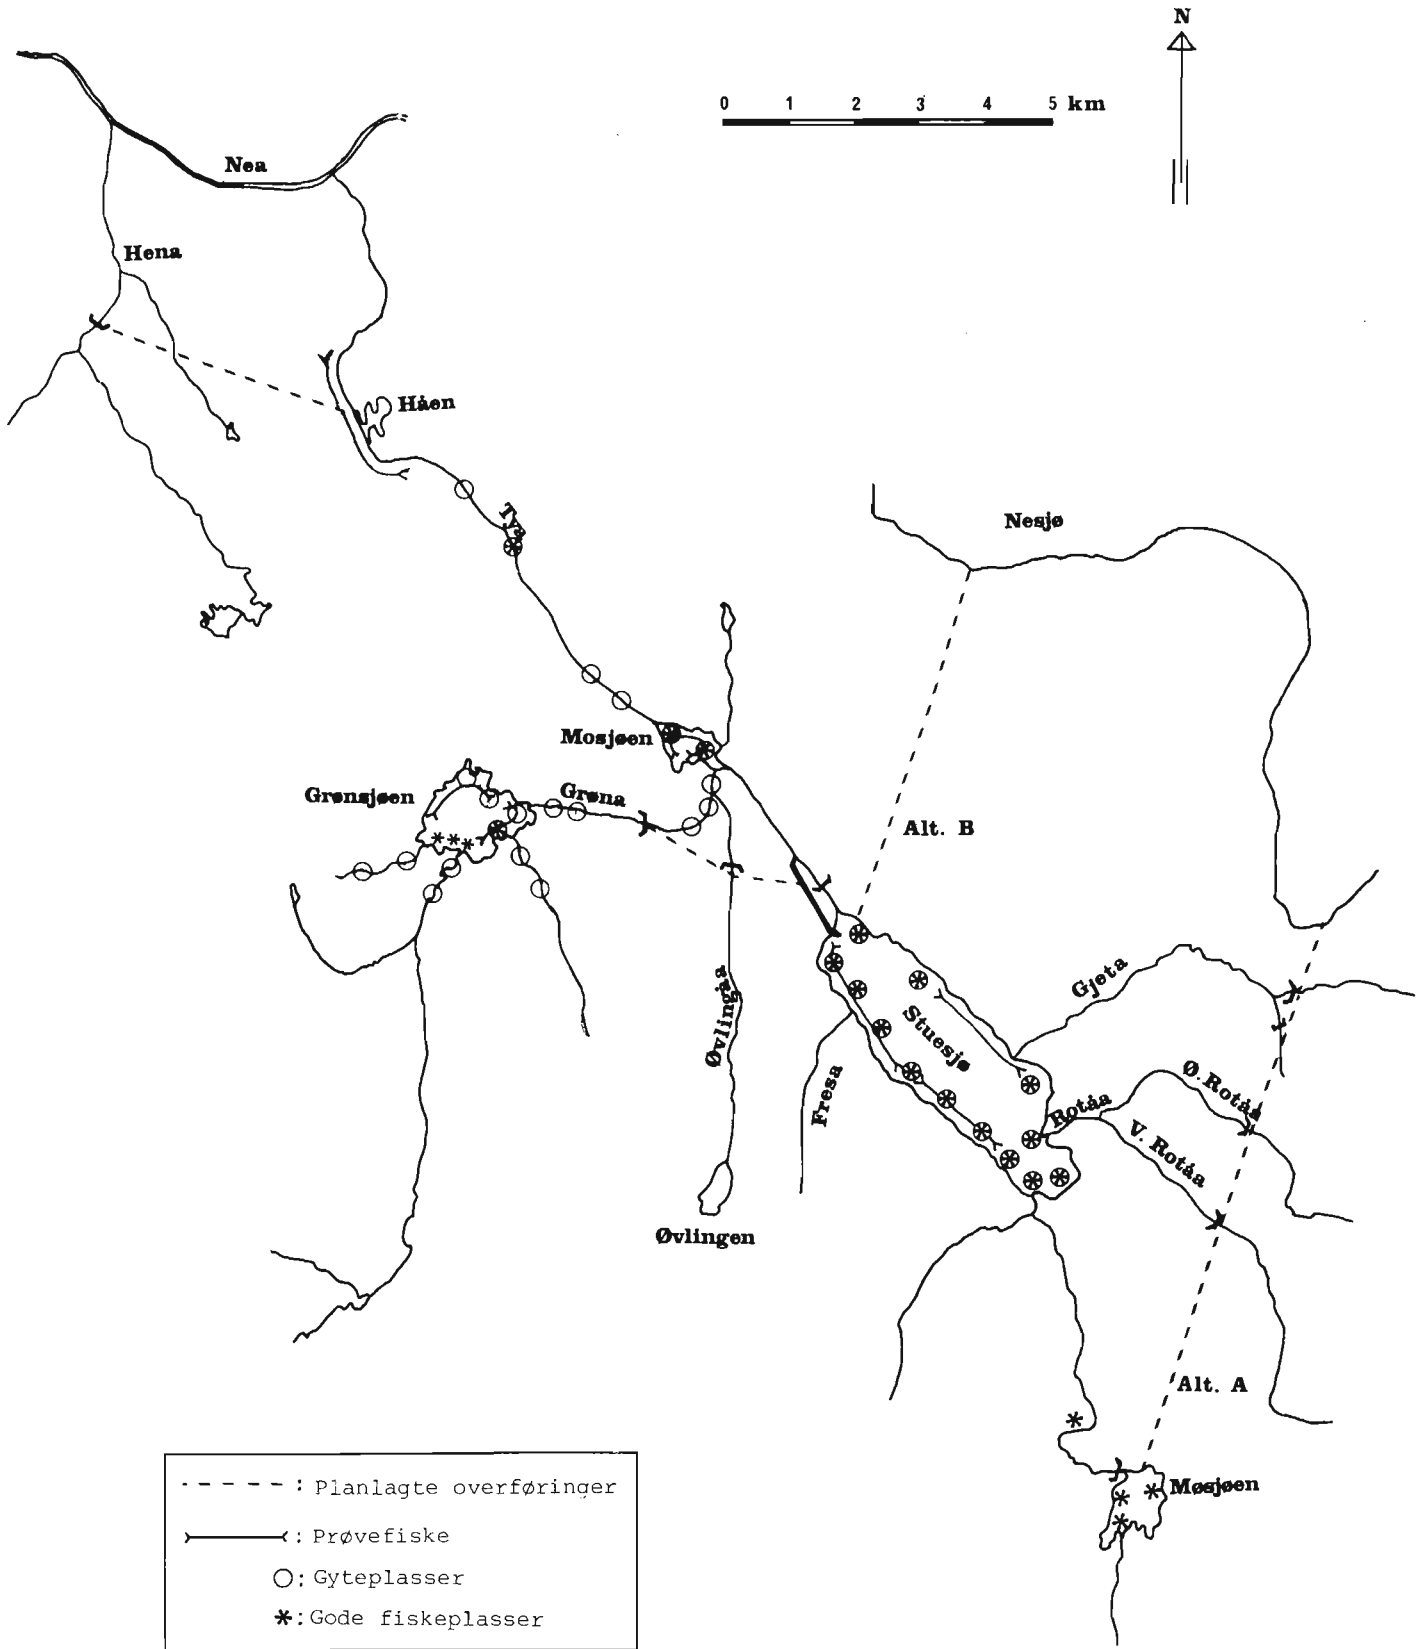 N
0 1 2 3 4 5 km
Nea
Hena
Håen
Tya
Nesjø
Mosjøen
Grønsjøen
Grøna
Alt. B
Øvlingåa
Gjeta
Stuesjø
Fresa
Rotåa
Ø. Rotåa
V. Rotåa
Øvlingen
Alt. A
Møsjøen
: Planlagte overføringer
: Prøvefiske
: Gyteplasser
: Gode fiskeplasser